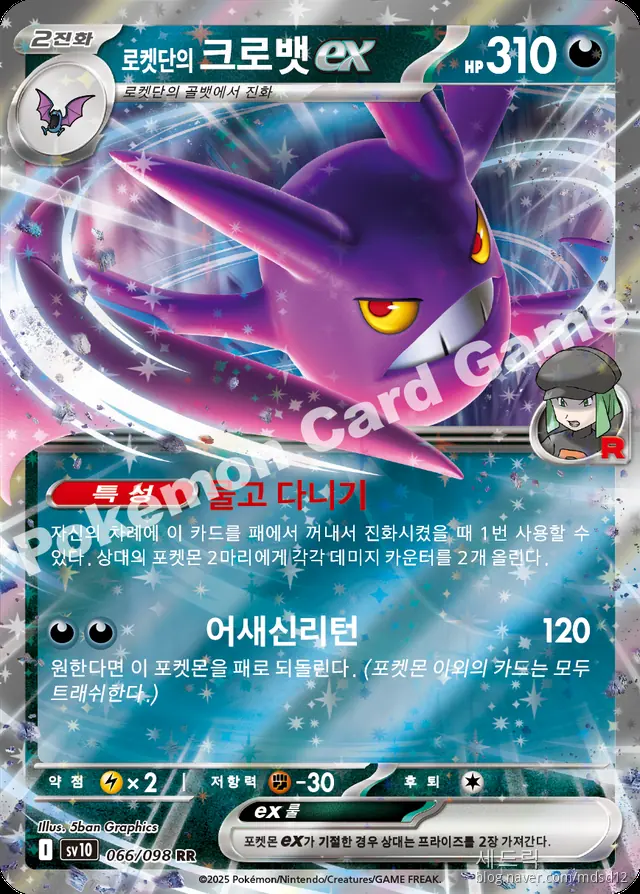 2진화
로켓단의 크로뱃 ex
HP 310
로켓단의 골뱃에서 진화
Pokémon Card Game
R
특성 물고 다니기
자신의 차례에 이 카드를 패에서 꺼내서 진화시켰을 때 1번 사용할 수
있다. 상대의 포켓몬 2마리에게 각각 데미지 카운터를 2개 올린다.
어새신리턴 120
원한다면 이 포켓몬을 패로 되돌린다. (포켓몬 이외의 카드는 모두
트래쉬한다.)
약점 ×2 저항력 -30 후퇴
ex 룰
포켓몬 ex가 기절한 경우 상대는 프라이즈를 2장 가져간다.
Illus. 5ban Graphics
I sv10 066/098 RR
세드릭
blog.naver.com/mdsd12
©2025 Pokémon/Nintendo/Creatures/GAME FREAK.